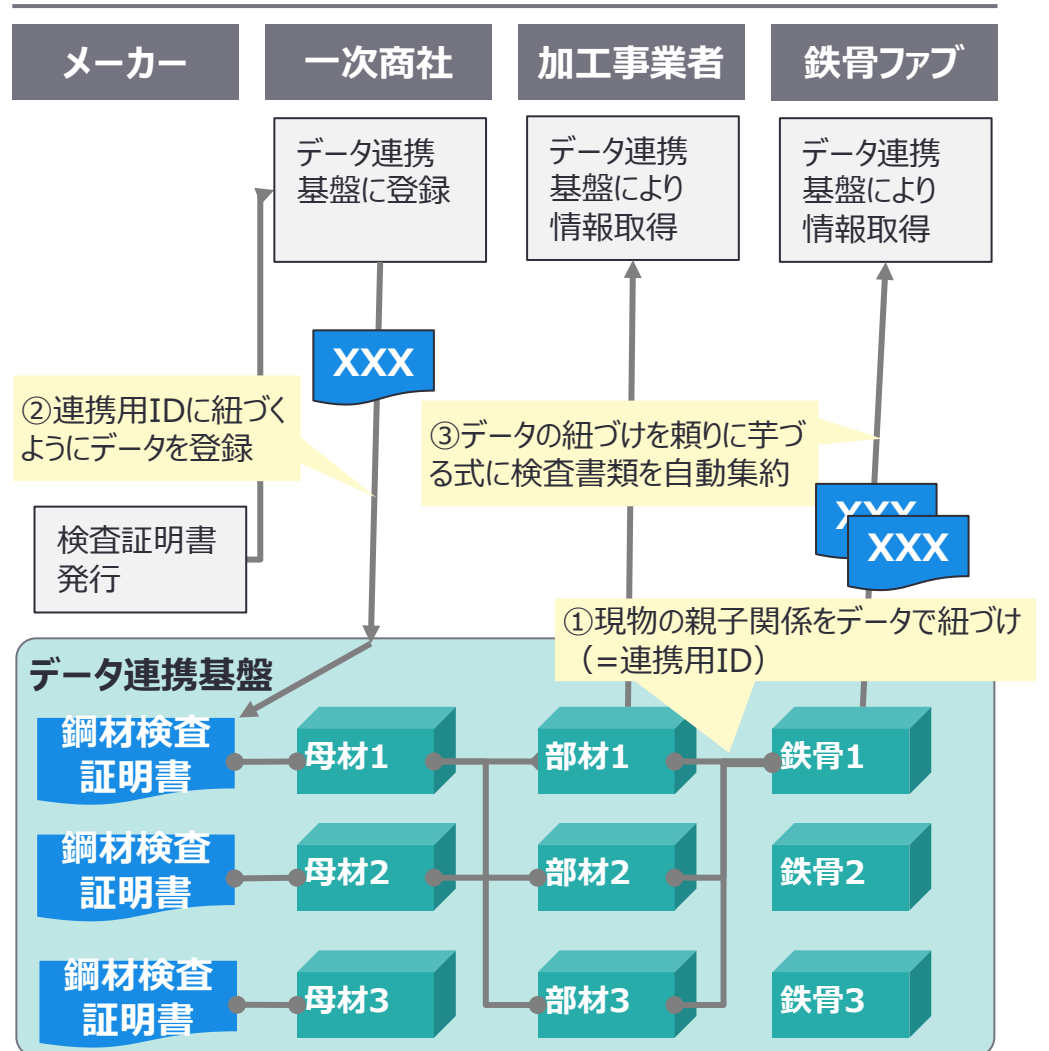 メーカー
一次商社
加工事業者
鉄骨ファブ
データ連携
基盤に登録
データ連携
基盤により
情報取得
データ連携
基盤により
情報取得
XXX
②連携用IDに紐づく
ようにデータを登録
③データの紐づけを頼りに芋づ
る式に検査書類を自動集約
検査証明書
発行
XXX
XXX
①現物の親子関係をデータで紐づけ
（=連携用ID）
データ連携基盤
鋼材検査
証明書
母材1
部材1
鉄骨1
鋼材検査
証明書
母材2
部材2
鉄骨2
鋼材検査
証明書
母材3
部材3
鉄骨3